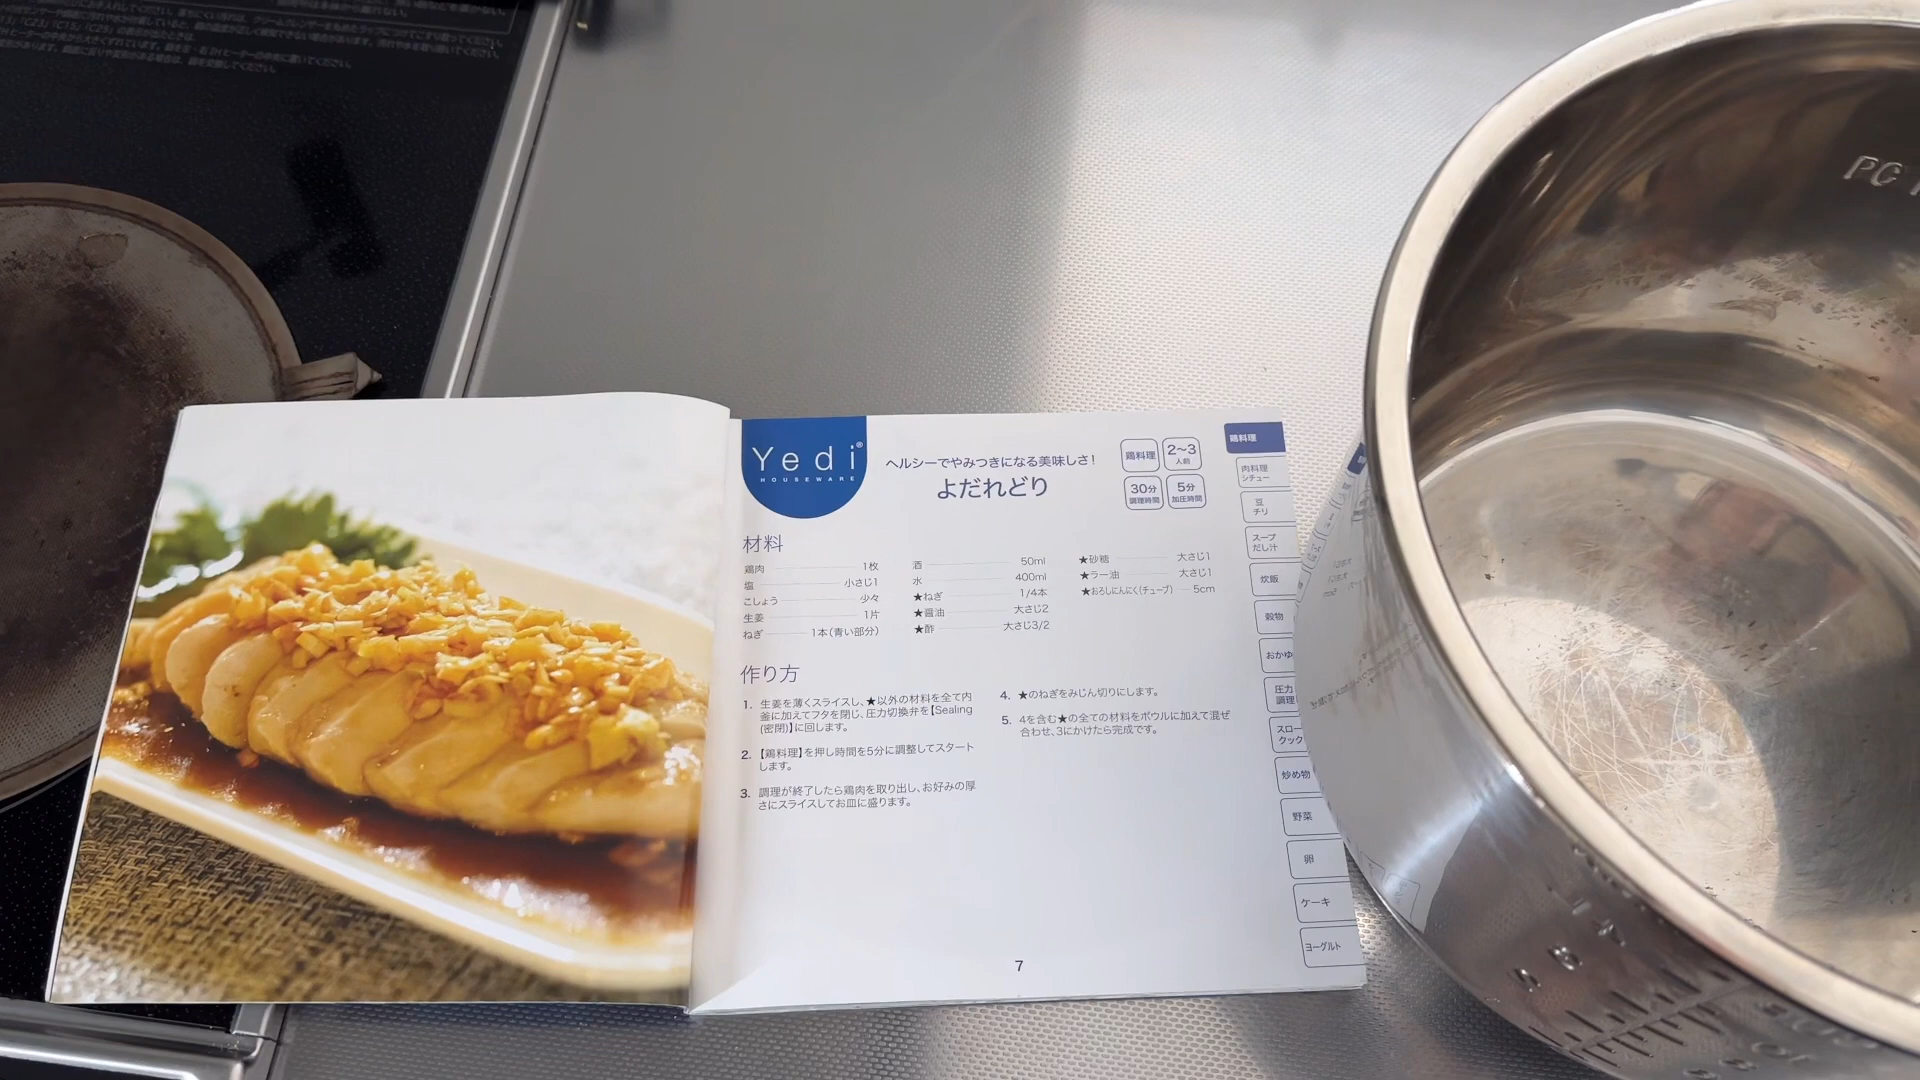 Yedi®
HOUSEWARE
ヘルシーでやみつきになる美味しさ!
よだれどり
鶏料理
2〜3
人前
30分
調理時間
5分
加圧時間
材料
鶏肉 1枚
塩 小さじ1
こしょう 少々
生姜 1片
ねぎ 1本(青い部分)
酒 50ml
水 400ml
★ねぎ 1/4本
★醤油 大さじ2
★酢 大さじ3/2
★砂糖 大さじ1
★ラー油 大さじ1
★おろしにんにく(チューブ) 5cm
作り方
1. 生姜を薄くスライスし、★以外の材料を全て内
釜に加えてフタを閉じ、圧力切換弁を【Sealing
(密閉)】に回します。
2. 【鶏料理】を押し時間を5分に調整してスタート
します。
3. 調理が終了したら鶏肉を取り出し、お好みの厚
さにスライスしてお皿に盛ります。
4. ★のねぎをみじん切りにします。
5. 4を含む★の全ての材料をボウルに加えて混ぜ
合わせ、3にかけたら完成です。
7
鶏料理
肉料理
シチュー
豆
チリ
スープ
だし汁
炊飯
穀物
おかゆ
圧力
調理
スロー
クック
炒め物
野菜
卵
ケーキ
ヨーグルト
PC